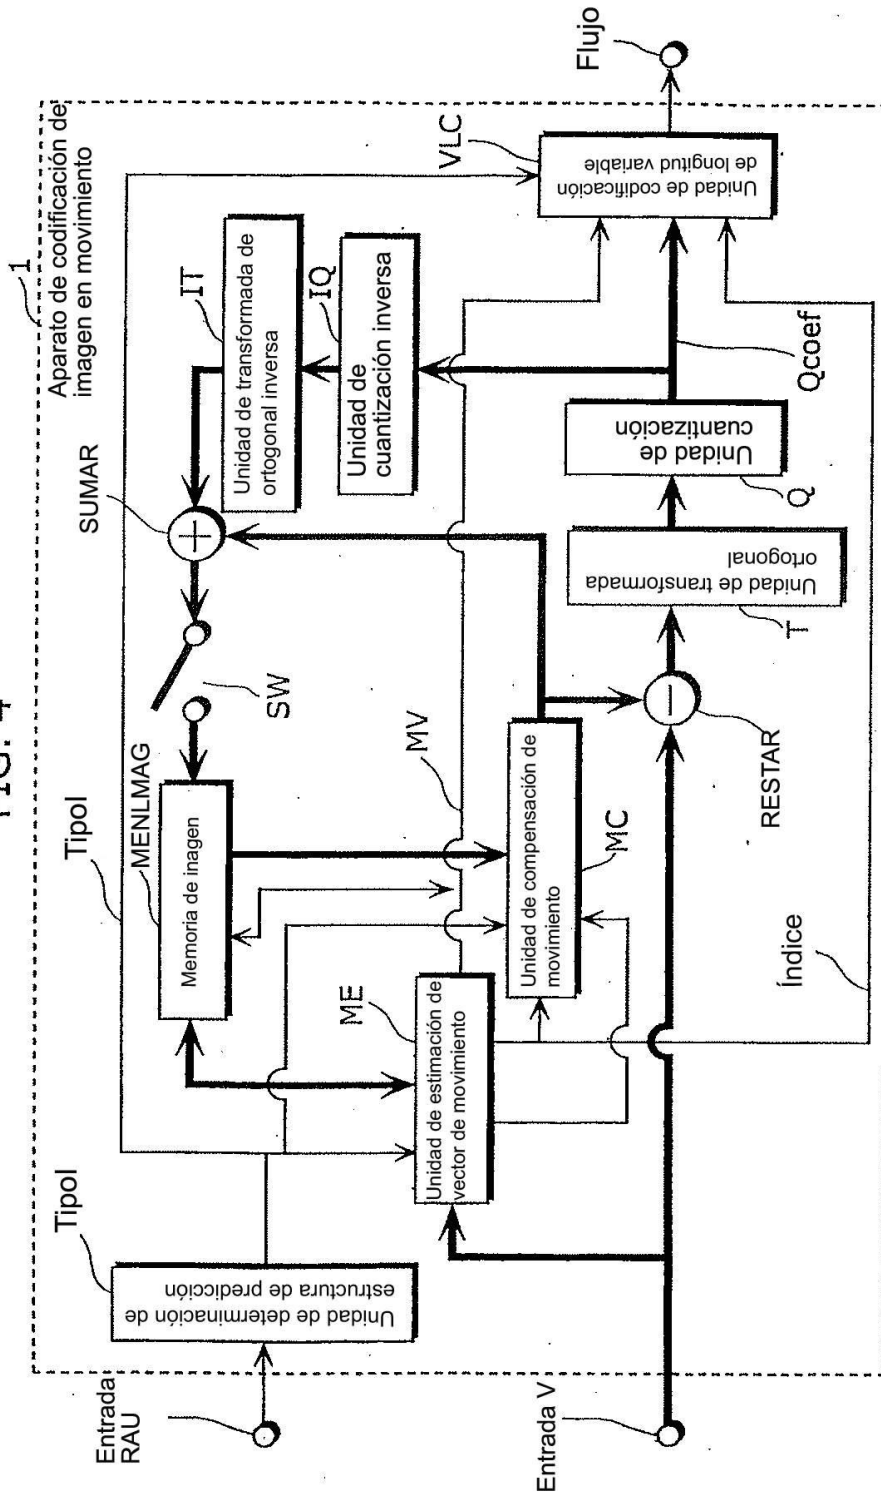 FIG. 4
1
Aparato de codificación de
imagen en movimiento
Entrada
RAU
Tipol
Unidad de determinación de
estructura de predicción
Tipol
MENLMAG
Memoria de imagen
SW
SUMAR
IT
Unidad de transformada de
ortogonal inversa
IQ
Unidad de
cuantización inversa
VLC
Unidad de codificación
de longitud variable
Flujo
ME
Unidad de estimación de
vector de movimiento
MV
Unidad de compensación de
movimiento
MC
Entrada V
RESTAR
Unidad de transformada
ortogonal
T
Unidad de
cuantización
Q
Qcoef
Índice